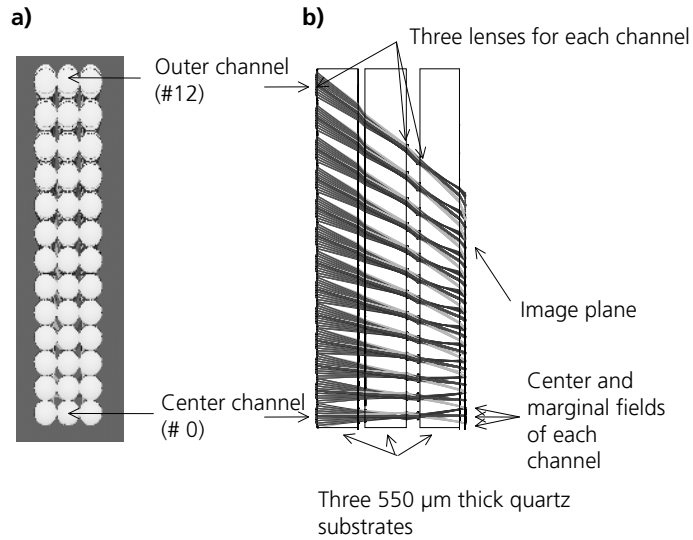 a)
b)
Three lenses for each channel
Outer channel
(#12)
Image plane
Center channel
(# 0)
Center and
marginal fields
of each
channel
Three 550 µm thick quartz
substrates